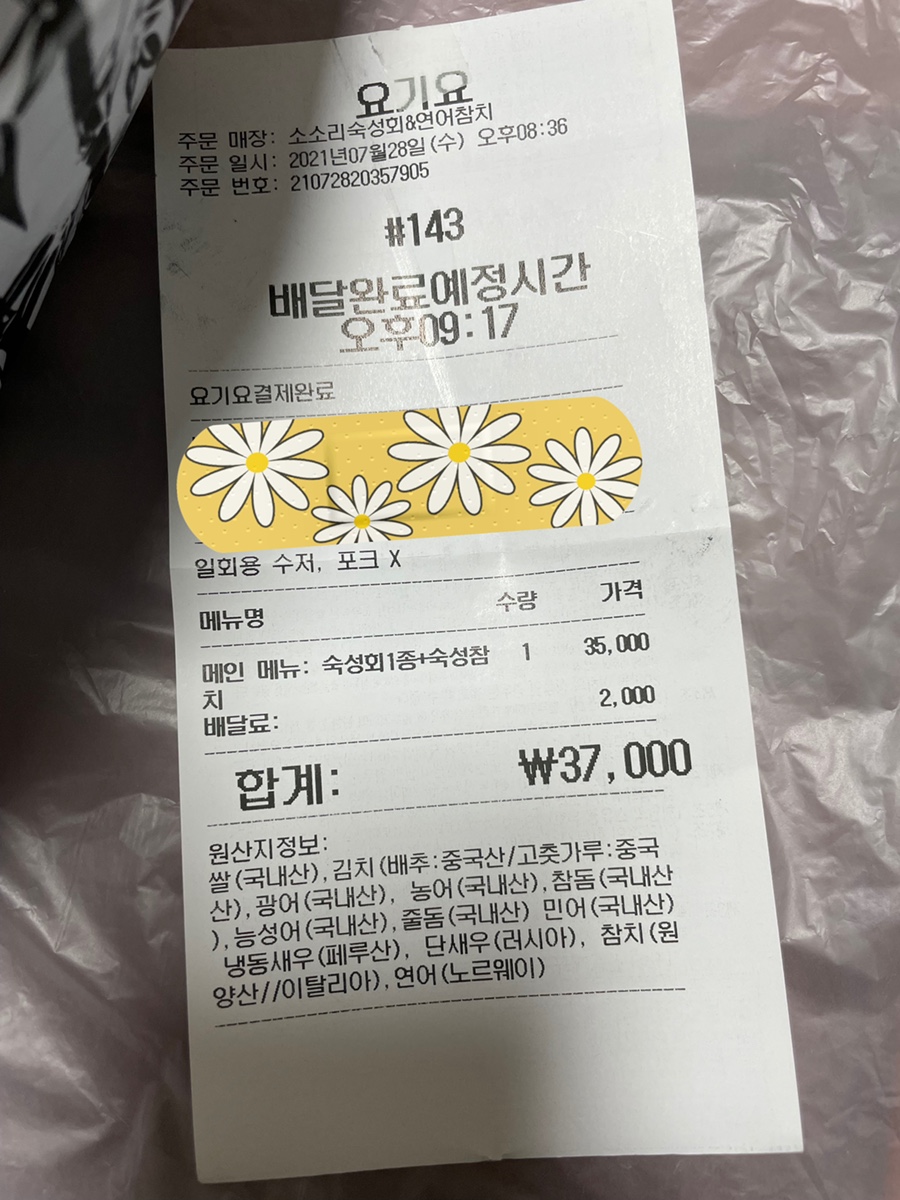 요기요
주문 매장: 소소리숙성회&연어참치
주문 일시: 2021년07월28일(수) 오후08:36
주문 번호: 21072820357905
#143
배달완료예정시간
오후09:17
요기요결제완료
일회용 수저, 포크 X
메뉴명 수량 가격
메인 메뉴: 숙성회1종+숙성참 1 35,000
치
배달료: 2,000
합계: ₩37,000
원산지정보:
쌀(국내산),김치(배추:중국산/고춧가루:중국
산),광어(국내산), 농어(국내산),참돔(국내산
),능성어(국내산),줄돔(국내산) 민어(국내산)
냉동새우(페루산), 단새우(러시아), 참치(원
양산//이탈리아),연어(노르웨이)